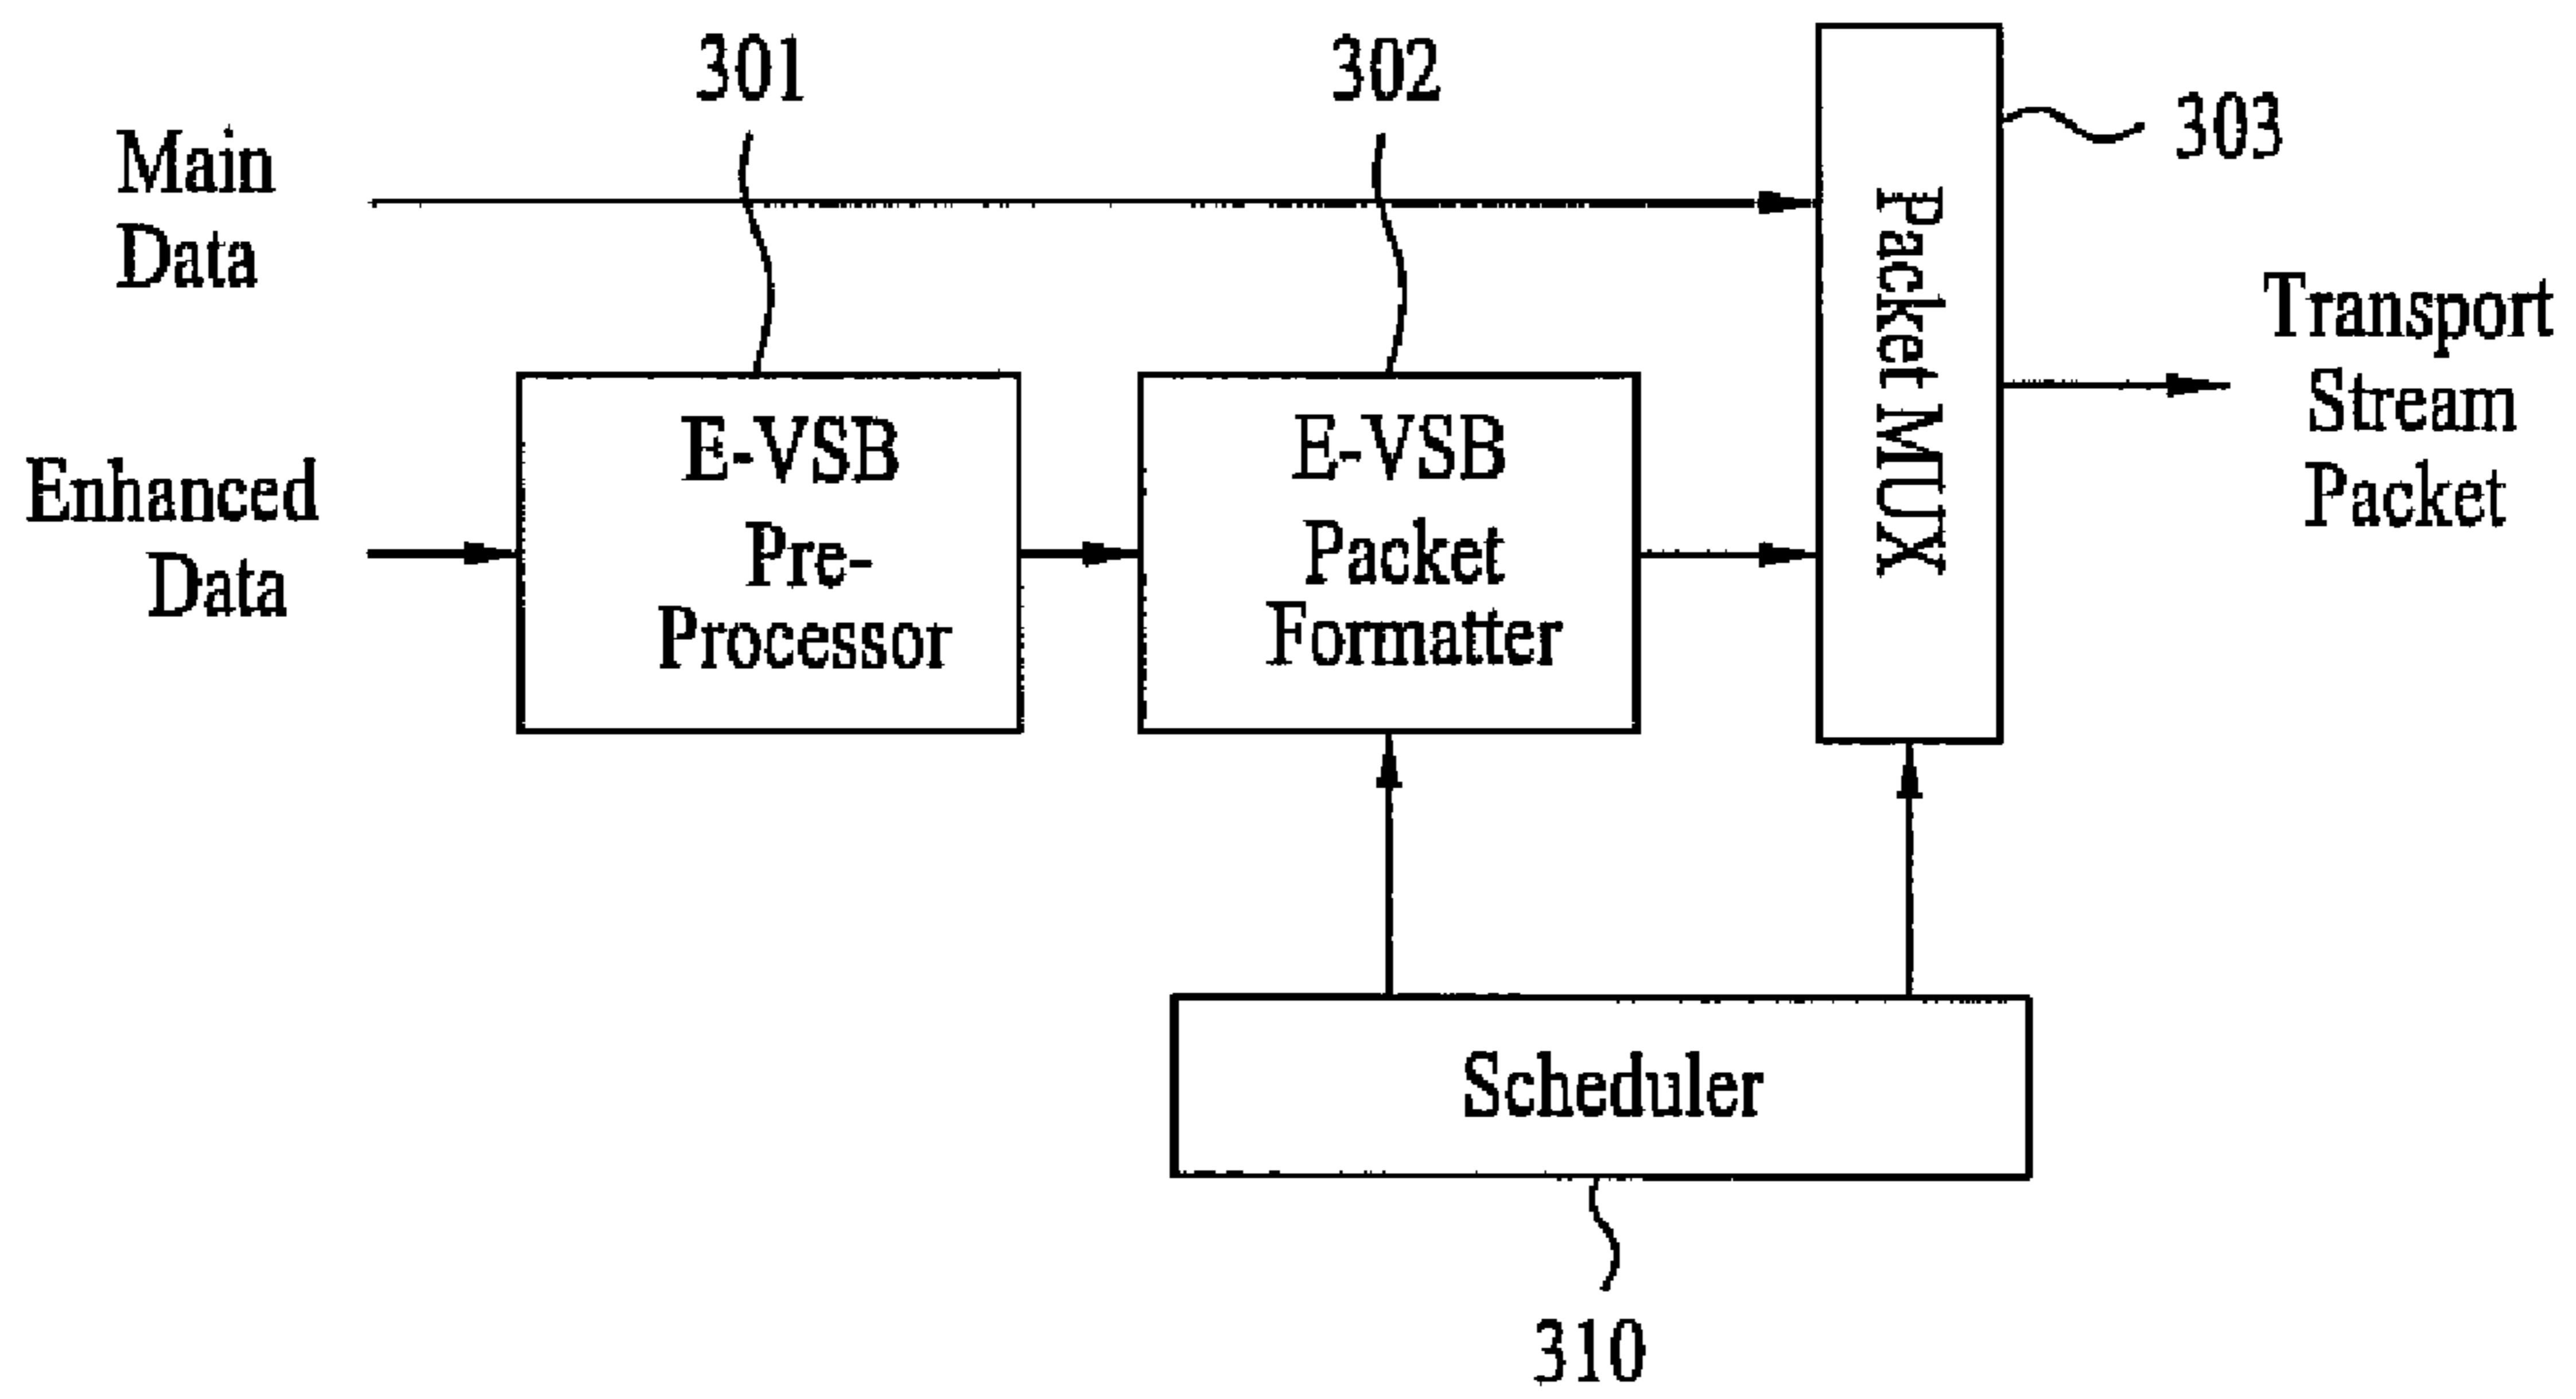 301
302
303
Main
Data
Enhanced
Data
E-VSB
Pre-
Processor
E-VSB
Packet
Formatter
Packet MUX
Transport
Stream
Packet
Scheduler
310